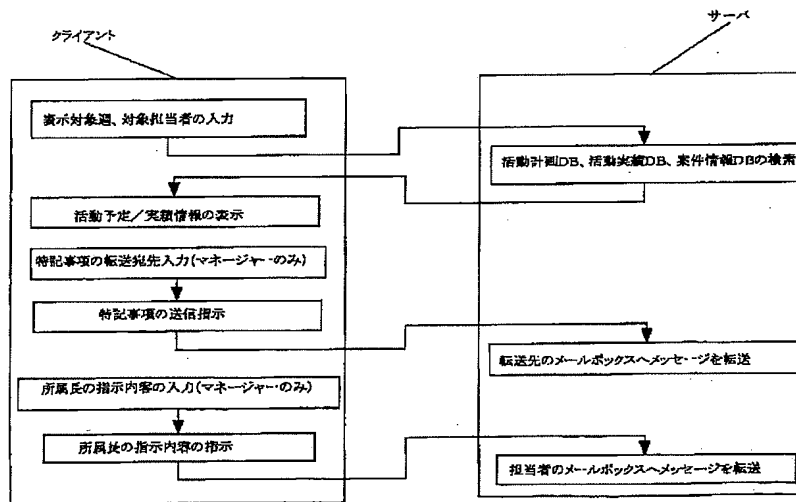 クライアント
サーバ
表示対象週、対象担当者の入力
活動計画DB、活動実績DB、案件情報DBの検索
活動予定／実績情報の表示
特記事項の転送宛先入力(マネージャーのみ)
特記事項の送信指示
転送先のメールボックスへメッセージを転送
所属長の指示内容の入力(マネージャーのみ)
所属長の指示内容の指示
担当者のメールボックスへメッセージを転送